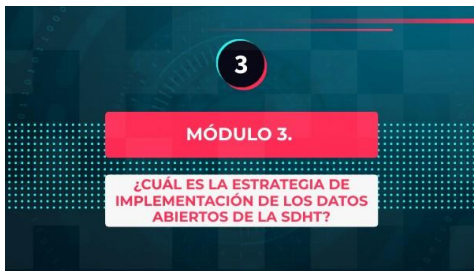 3
MÓDULO 3.
¿CUÁL ES LA ESTRATEGIA DE
IMPLEMENTACIÓN DE LOS DATOS
ABIERTOS DE LA SDHT?